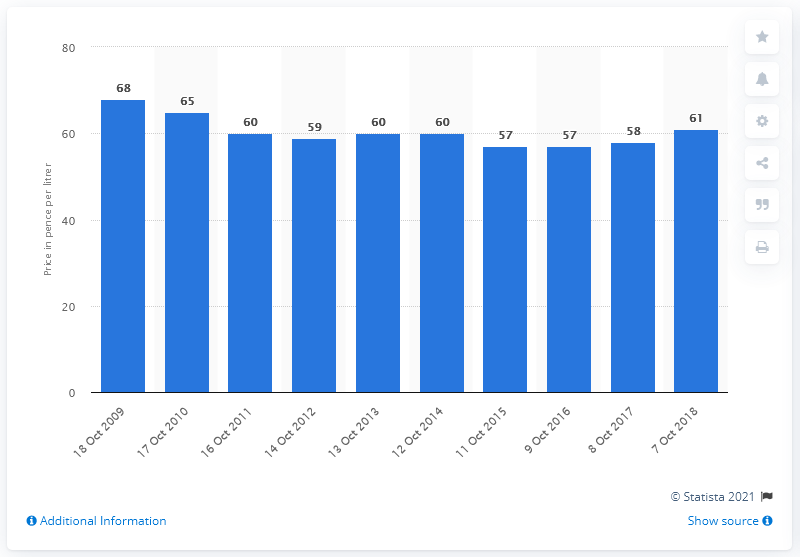 Price in pence per litrer
80
60
40
20
0
68
65
60
59
60
60
57
57
58
61
18 Oct 2009
17 Oct 2010
16 Oct 2011
14 Oct 2012
13 Oct 2013
12 Oct 2014
11 Oct 2015
9 Oct 2016
8 Oct 2017
7 Oct 2018
© Statista 2021
Additional Information
Show source